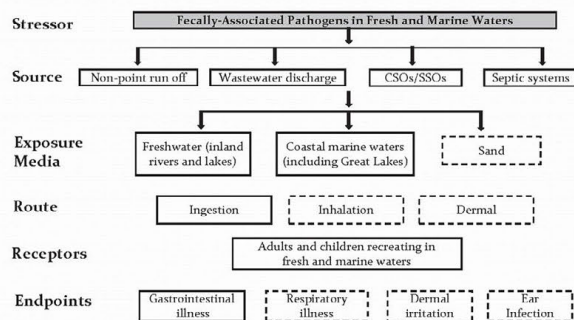 Stressor
Fecally-Associated Pathogens in Fresh and Marine Waters
Source
Non-point run off
Wastewater discharge
CSOs/SSOs
Septic systems
Exposure
Media
Freshwater (inland
rivers and lakes)
Coastal marine waters
(including Great Lakes)
Sand
Route
Ingestion
Inhalation
Dermal
Receptors
Adults and children recreating in
fresh and marine waters
Endpoints
Gastrointestinal
illness
Respiratory
illness
Dermal
irritation
Ear
Infection